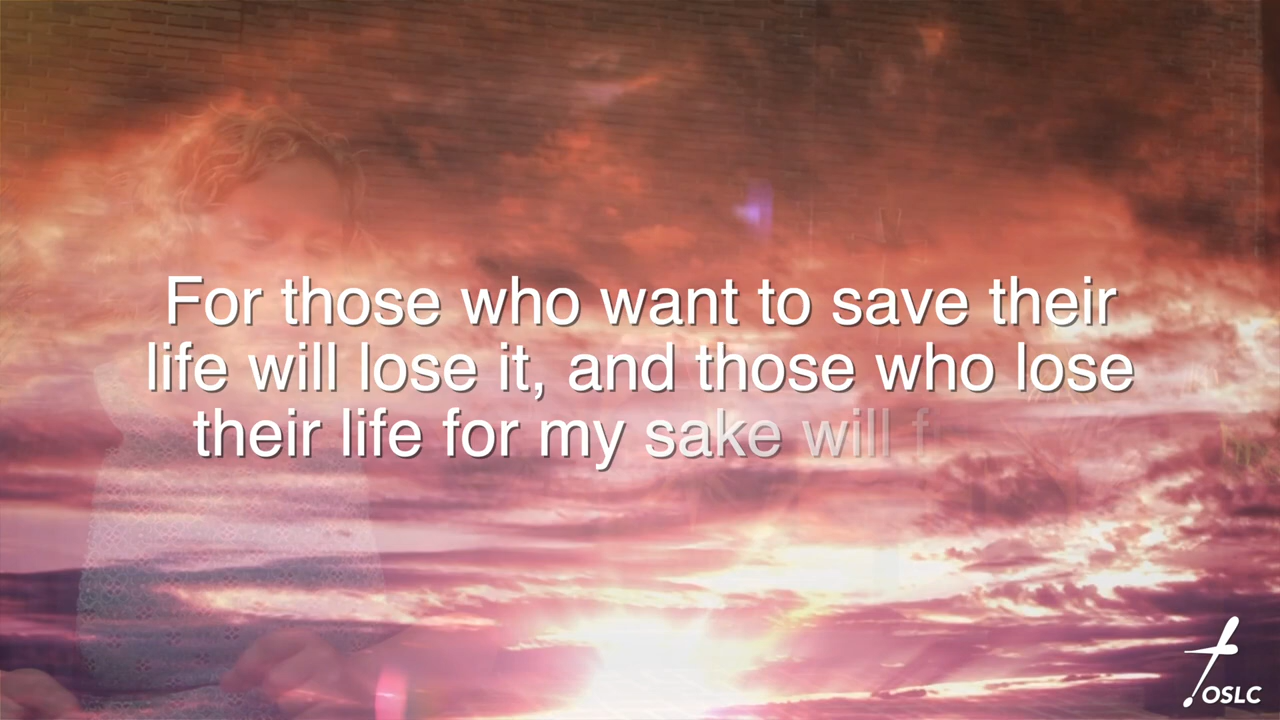 For those who want to save their
life will lose it, and those who lose
their life for my sake will f
OSLC